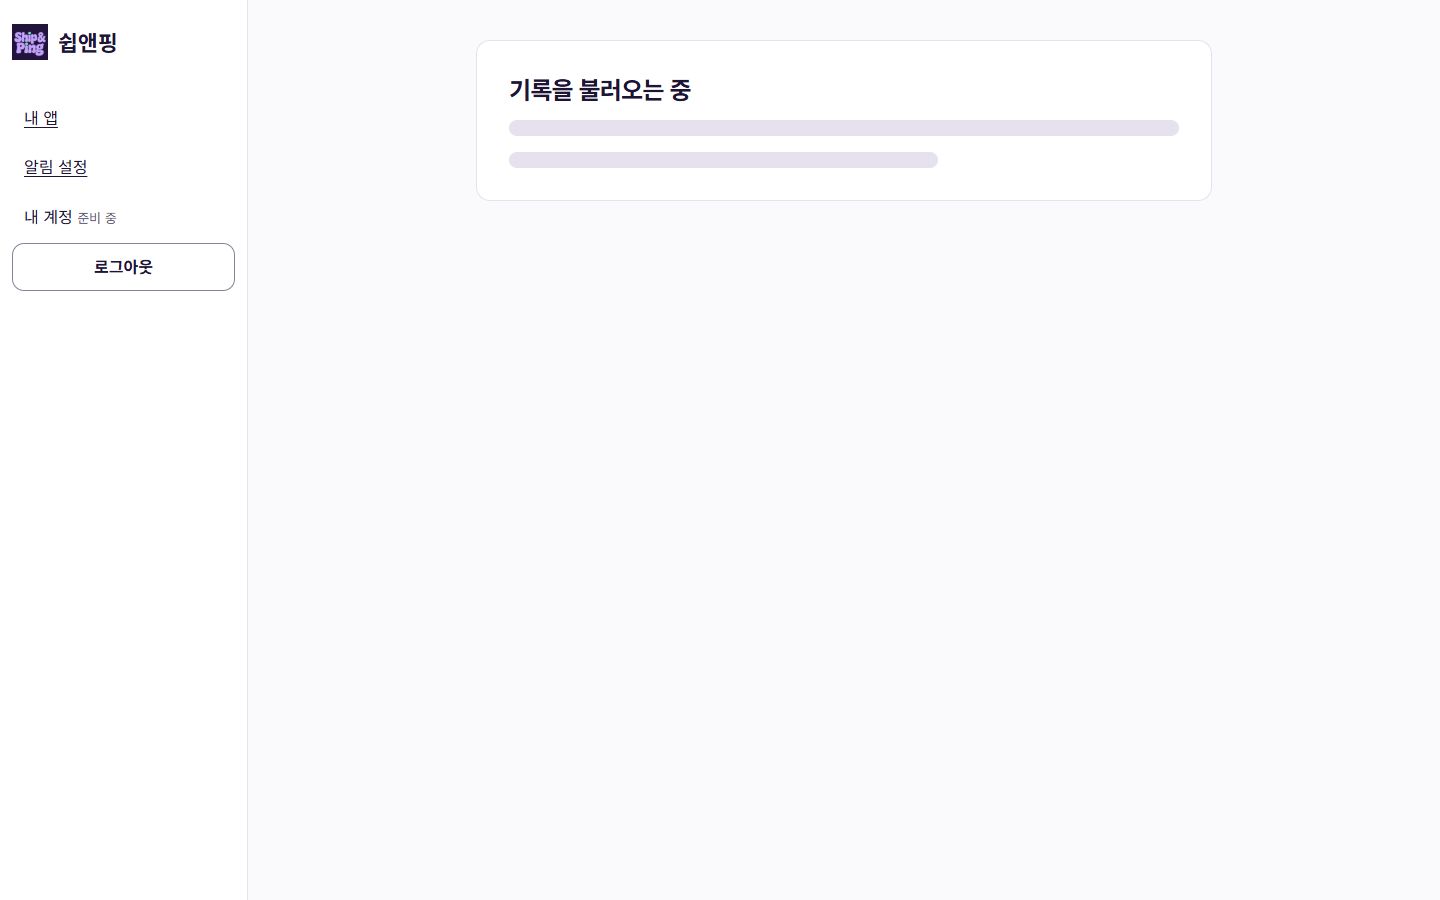 Ship&
Ping
쉽앤핑
내 앱
알림 설정
내 계정 준비 중
로그아웃
기록을 불러오는 중